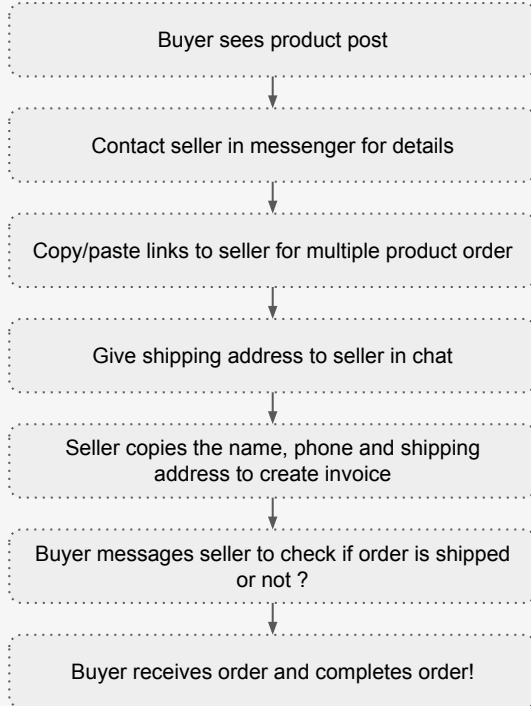 Buyer sees product post
Contact seller in messenger for details
Copy/paste links to seller for multiple product order
Give shipping address to seller in chat
Seller copies the name, phone and shipping
address to create invoice
Buyer messages seller to check if order is shipped
or not ?
Buyer receives order and completes order!